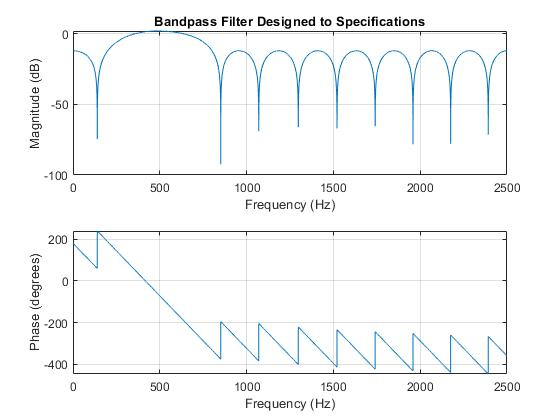 Bandpass Filter Designed to Specifications
0
-50
-100
Magnitude (dB)
0 500 1000 1500 2000 2500
Frequency (Hz)
200
0
-200
-400
Phase (degrees)
0 500 1000 1500 2000 2500
Frequency (Hz)